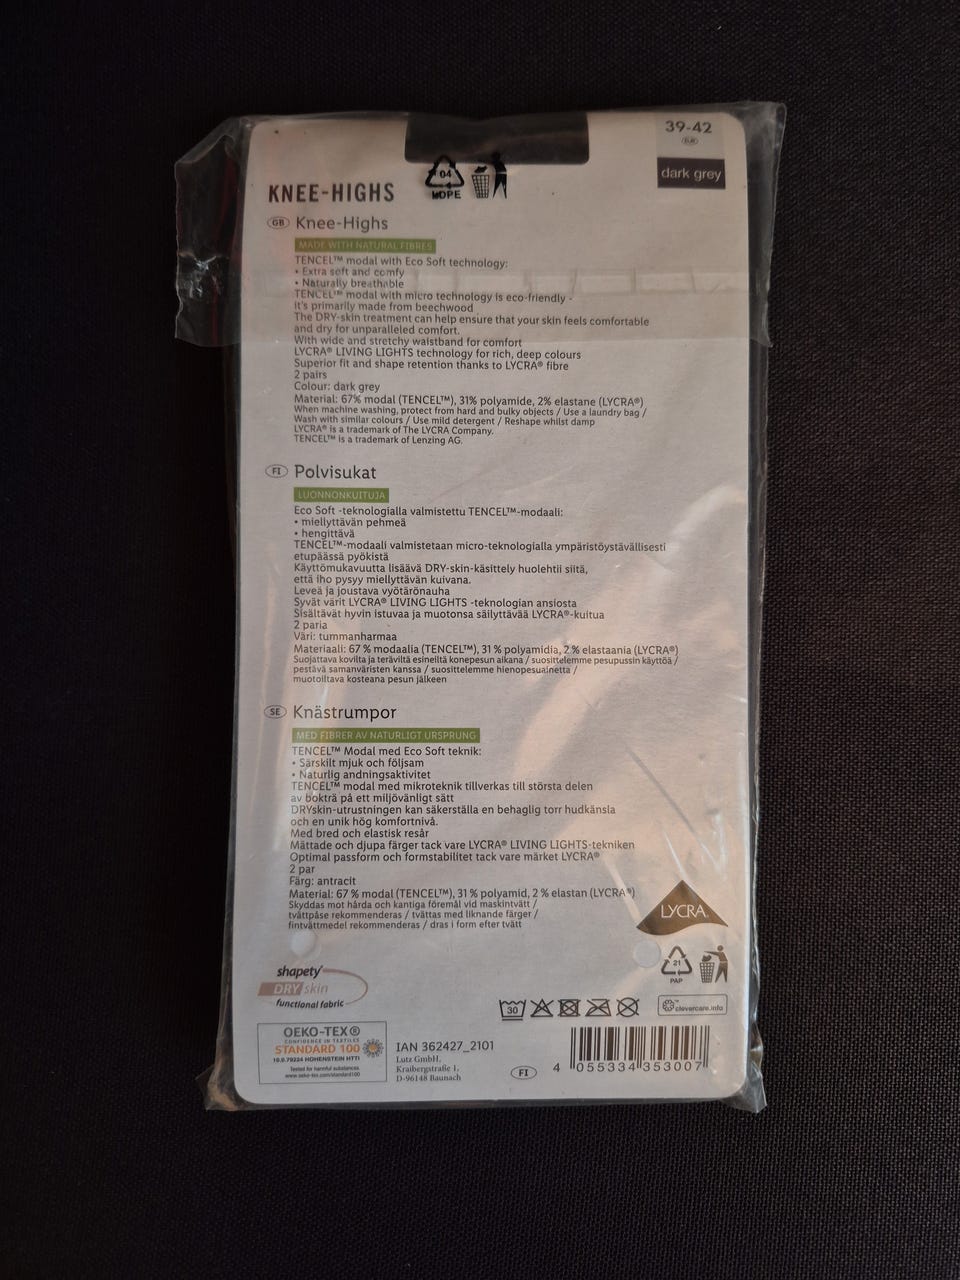 39-42
EUR
dark grey
04
HDPE
KNEE-HIGHS
GB Knee-Highs
MADE WITH NATURAL FIBRES
TENCEL™ modal with Eco Soft technology:
• Extra soft and comfy
• Naturally breathable
TENCEL™ modal with micro technology is eco-friendly -
It's primarily made from beechwood
The DRY-skin treatment can help ensure that your skin feels comfortable
and dry for unparalleled comfort.
With wide and stretchy waistband for comfort
LYCRA® LIVING LIGHTS technology for rich, deep colours
Superior fit and shape retention thanks to LYCRA® fibre
2 pairs
Colour: dark grey
Material: 67% modal (TENCEL™), 31% polyamide, 2% elastane (LYCRA®)
When machine washing, protect from hard and bulky objects / Use a laundry bag /
Wash with similar colours / Use mild detergent / Reshape whilst damp
LYCRA® is a trademark of The LYCRA Company.
TENCEL™ is a trademark of Lenzing AG.
FI Polvisukat
LUONNONKUITUJA
Eco Soft -teknologialla valmistettu TENCEL™-modaali:
• miellyttävän pehmeä
• hengittävä
TENCEL™-modaali valmistetaan micro-teknologialla ympäristöystävällisesti
etupäässä pyökistä
Käyttömukavuutta lisäävä DRY-skin-käsittely huolehtii siitä,
että iho pysyy miellyttävän kuivana.
Leveä ja joustava vyötärönauha
Syvät värit LYCRA® LIVING LIGHTS -teknologian ansiosta
Sisältävät hyvin istuvaa ja muotonsa säilyttävää LYCRA®-kuitua
2 paria
Väri: tummanharmaa
Materiaali: 67 % modaalia (TENCEL™), 31 % polyamidia, 2 % elastaania (LYCRA®)
Suojattava kovilta ja teräviltä esineiltä konepesun aikana / suosittelemme pesupussin käyttöä /
pestävä samanväristen kanssa / suosittelemme hienopesuainetta /
muotoiltava kosteana pesun jälkeen
SE Knästrumpor
MED FIBRER AV NATURLIGT URSPRUNG
TENCEL™ Modal med Eco Soft teknik:
• Särskilt mjuk och följsam
• Naturlig andningsaktivitet
TENCEL™ modal med mikroteknik tillverkas till största delen
av bokträ på ett miljövänligt sätt
DRYskin-utrustningen kan säkerställa en behaglig torr hudkänsla
och en unik hög komfortnivå.
Med bred och elastisk resår
Mättade och djupa färger tack vare LYCRA® LIVING LIGHTS-tekniken
Optimal passform och formstabilitet tack vare märket LYCRA®
2 par
Färg: antracit
Material: 67 % modal (TENCEL™), 31 % polyamid, 2 % elastan (LYCRA®)
Skyddas mot hårda och kantiga föremål vid maskintvätt /
tvättpåse rekommenderas / tvättas med liknande färger /
fintvättmedel rekommenderas / dras i form efter tvätt
LYCRA®
21
PAP
shapety®
DRY skin
functional fabric
30
clevercare.info
OEKO-TEX®
CONFIDENCE IN TEXTILES
STANDARD 100
10.0.79224 HOHENSTEIN HTTI
Tested for harmful substances.
www.oeko-tex.com/standard100
IAN 362427_2101
Lutz GmbH,
Kraibergstraße 1,
D-96148 Baunach
FI
4 055334 353007